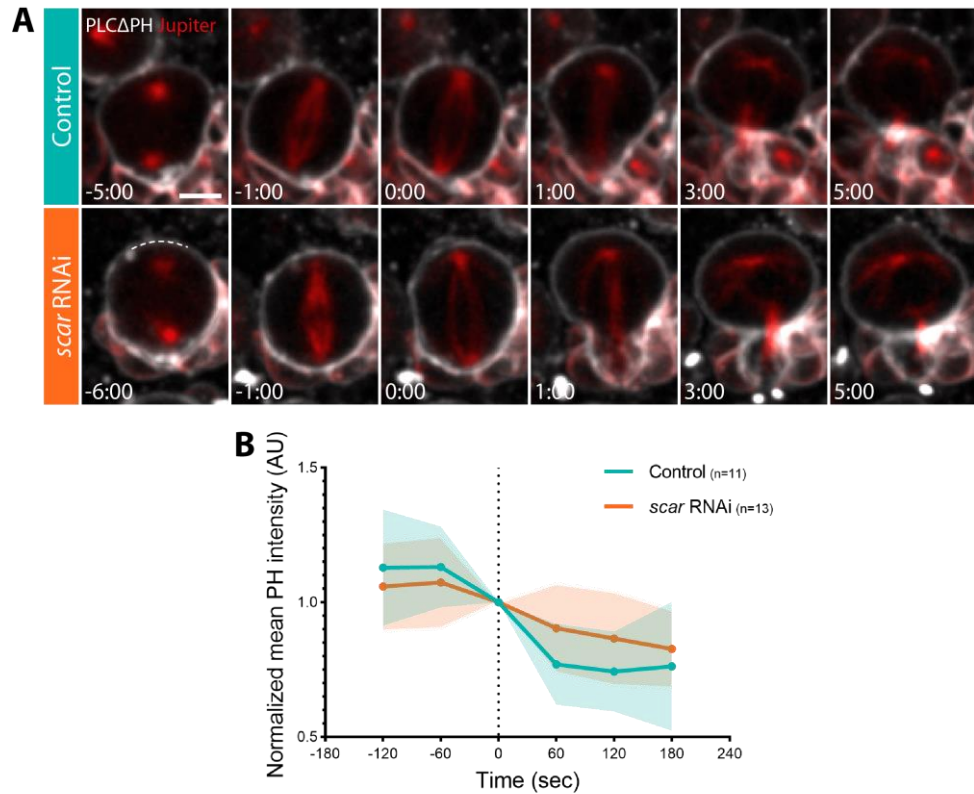 A
Control
PLCΔPH Jupiter
-5:00
-1:00
0:00
1:00
3:00
5:00
scar RNAi
-6:00
-1:00
0:00
1:00
3:00
5:00
B
Normalized mean PH intensity (AU)
1.5
1.0
0.5
-180 -120 -60 0 60 120 180 240
Time (sec)
Control (n=11)
scar RNAi (n=13)